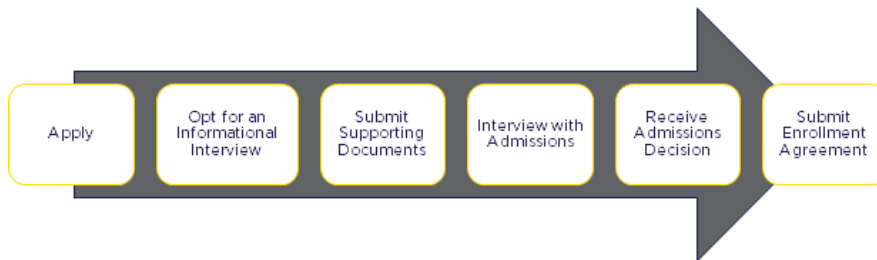 Apply
Opt for an
Informational
Interview
Submit
Supporting
Documents
Interview with
Admissions
Receive
Admissions
Decision
Submit
Enrollment
Agreement